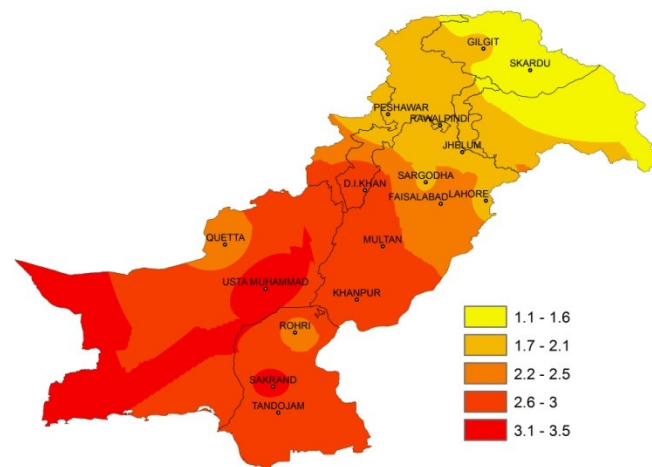 GILGIT
SKARDU
PESHAWAR
RAWALPINDI
JHELUM
SARGODHA
D.I.KHAN
LAHORE
FAISALABAD
QUETTA
MULTAN
USTA MUHAMMAD
KHANPUR
ROHRI
SAKRAND
TANDOJAM
1.1 - 1.6
1.7 - 2.1
2.2 - 2.5
2.6 - 3
3.1 - 3.5